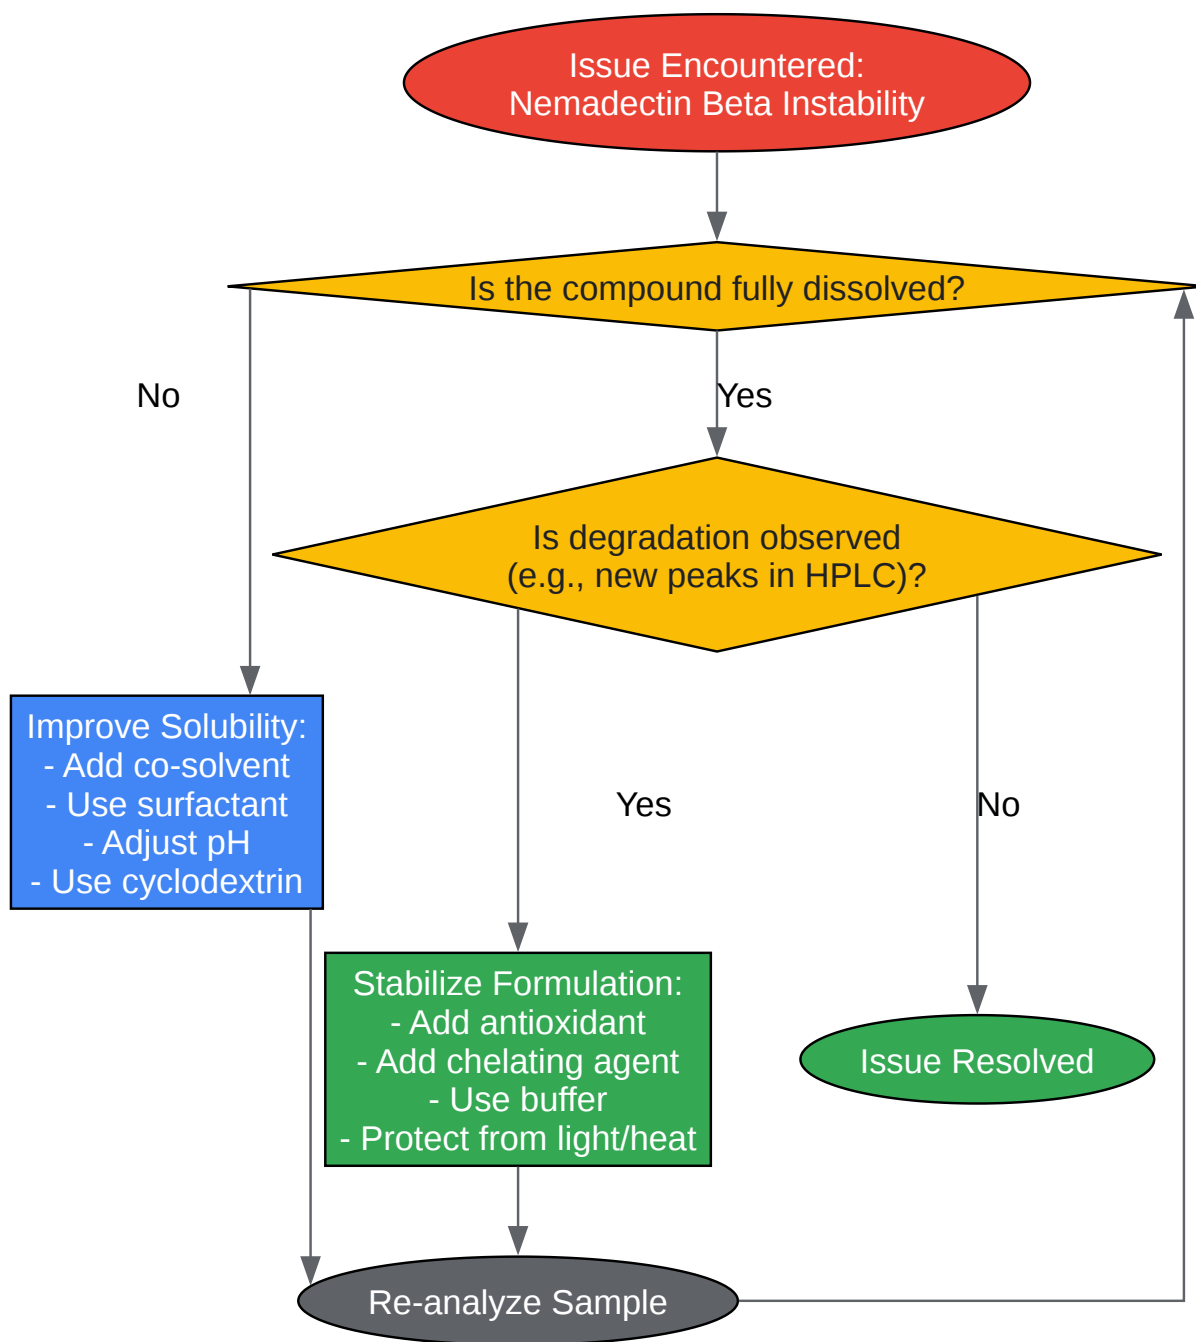 Issue Encountered:
Nemadectin Beta Instability
Is the compound fully dissolved?
No
Yes
Is degradation observed
(e.g., new peaks in HPLC)?
Improve Solubility:
- Add co-solvent
- Use surfactant
- Adjust pH
- Use cyclodextrin
Yes
No
Stabilize Formulation:
- Add antioxidant
- Add chelating agent
- Use buffer
- Protect from light/heat
Issue Resolved
Re-analyze Sample